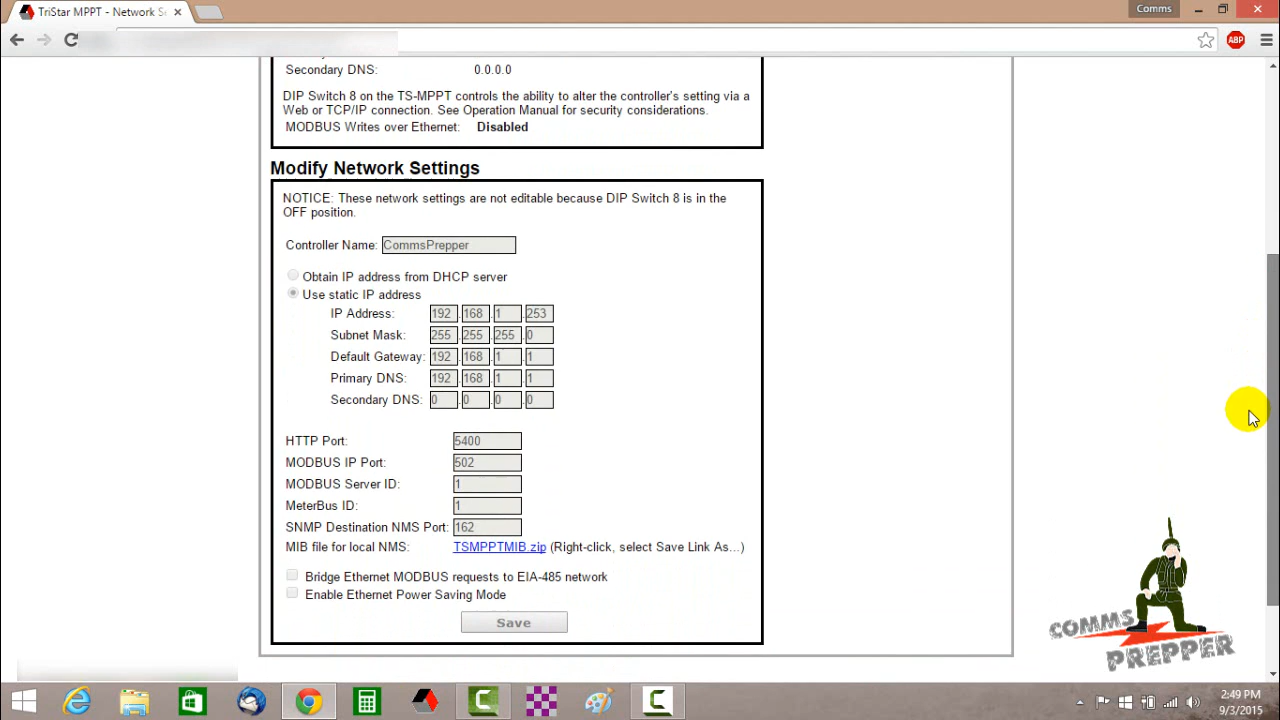 TriStar MPPT - Network Se
Comms
ABP
Secondary DNS: 0.0.0.0
DIP Switch 8 on the TS-MPPT controls the ability to alter the controller's setting via a
Web or TCP/IP connection. See Operation Manual for security considerations.
MODBUS Writes over Ethernet: Disabled
Modify Network Settings
NOTICE: These network settings are not editable because DIP Switch 8 is in the
OFF position.
Controller Name: CommsPrepper
Obtain IP address from DHCP server
Use static IP address
IP Address: 192 .168 .1 .253
Subnet Mask: 255 .255 .255 .0
Default Gateway: 192 .168 .1 .1
Primary DNS: 192 .168 .1 .1
Secondary DNS: 0 .0 .0 .0
HTTP Port: 5400
MODBUS IP Port: 502
MODBUS Server ID: 1
MeterBus ID: 1
SNMP Destination NMS Port: 162
MIB file for local NMS: TSMPPTMIB.zip (Right-click, select Save Link As...)
Bridge Ethernet MODBUS requests to EIA-485 network
Enable Ethernet Power Saving Mode
Save
COMMS
PREPPER
2:49 PM
9/3/2015